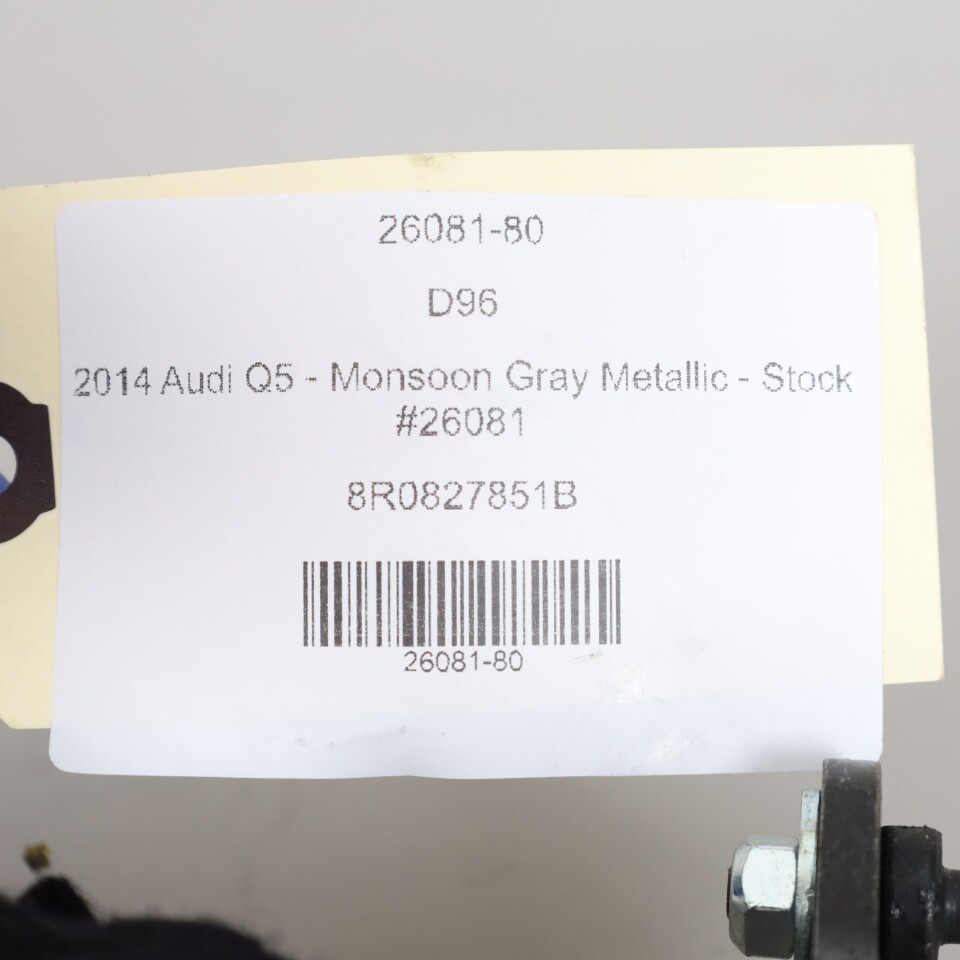 26081-80
D96
2014 Audi Q5 - Monsoon Gray Metallic - Stock
#26081
8R0827851B
26081-80